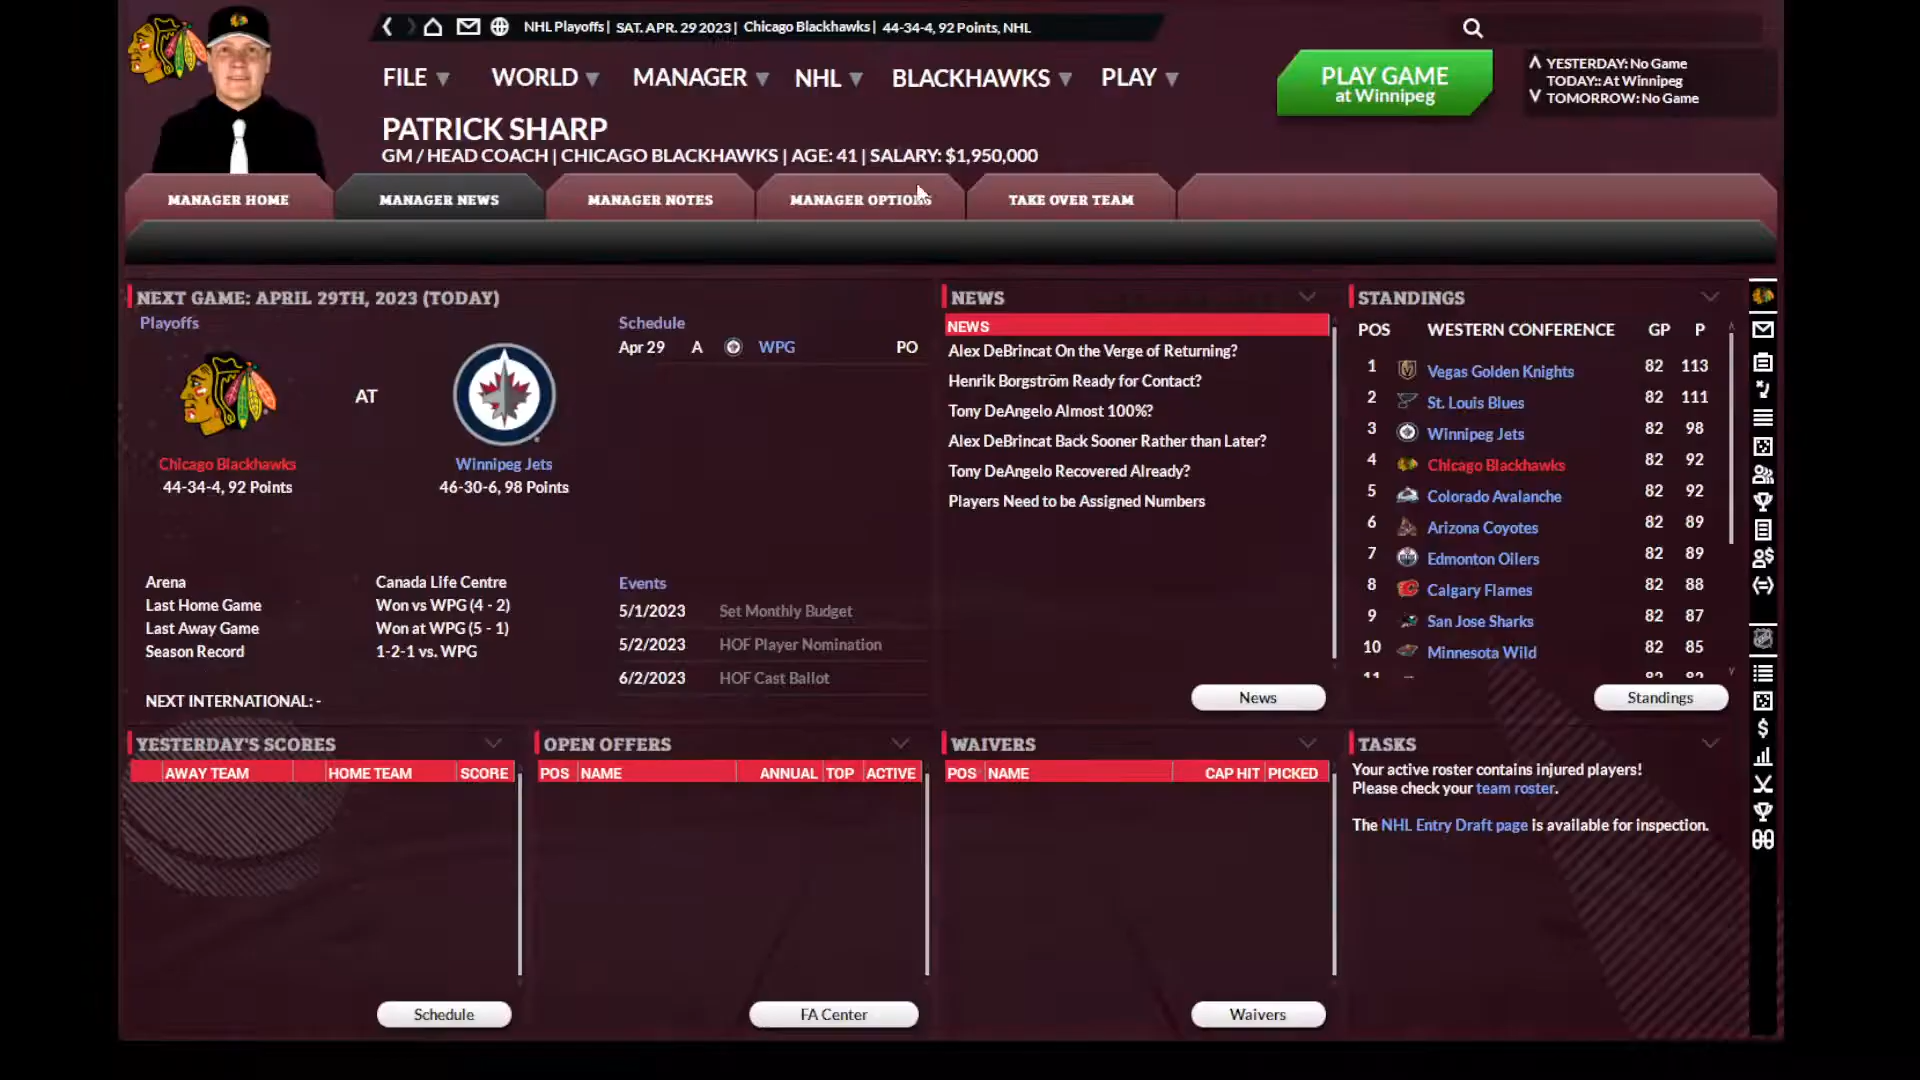 NHL Playoffs | SAT. APR. 29 2023 | Chicago Blackhawks | 44-34-4, 92 Points, NHL
FILE WORLD MANAGER NHL BLACKHAWKS PLAY
PLAY GAME
at Winnipeg
YESTERDAY: No Game
TODAY:: At Winnipeg
TOMORROW: No Game
PATRICK SHARP
GM / HEAD COACH | CHICAGO BLACKHAWKS | AGE: 41 | SALARY: $1,950,000
MANAGER HOME MANAGER NEWS MANAGER NOTES MANAGER OPTIONS TAKE OVER TEAM
NEXT GAME: APRIL 29TH, 2023 (TODAY)
Playoffs
AT
Chicago Blackhawks
44-34-4, 92 Points
Winnipeg Jets
46-30-6, 98 Points
Schedule
Apr 29 A WPG PO
Arena Canada Life Centre
Last Home Game Won vs WPG (4 - 2)
Last Away Game Won at WPG (5 - 1)
Season Record 1-2-1 vs. WPG
NEXT INTERNATIONAL: -
Events
5/1/2023 Set Monthly Budget
5/2/2023 HOF Player Nomination
6/2/2023 HOF Cast Ballot
NEWS
NEWS
Alex DeBrincat On the Verge of Returning?
Henrik Borgström Ready for Contact?
Tony DeAngelo Almost 100%?
Alex DeBrincat Back Sooner Rather than Later?
Tony DeAngelo Recovered Already?
Players Need to be Assigned Numbers
News
STANDINGS
POS WESTERN CONFERENCE GP P
1 Vegas Golden Knights 82 113
2 St. Louis Blues 82 111
3 Winnipeg Jets 82 98
4 Chicago Blackhawks 82 92
5 Colorado Avalanche 82 92
6 Arizona Coyotes 82 89
7 Edmonton Oilers 82 89
8 Calgary Flames 82 88
9 San Jose Sharks 82 87
10 Minnesota Wild 82 85
Standings
YESTERDAY'S SCORES
AWAY TEAM HOME TEAM SCORE
Schedule
OPEN OFFERS
POS NAME ANNUAL TOP ACTIVE
FA Center
WAIVERS
POS NAME CAP HIT PICKED
Waivers
TASKS
Your active roster contains injured players!
Please check your team roster.
The NHL Entry Draft page is available for inspection.